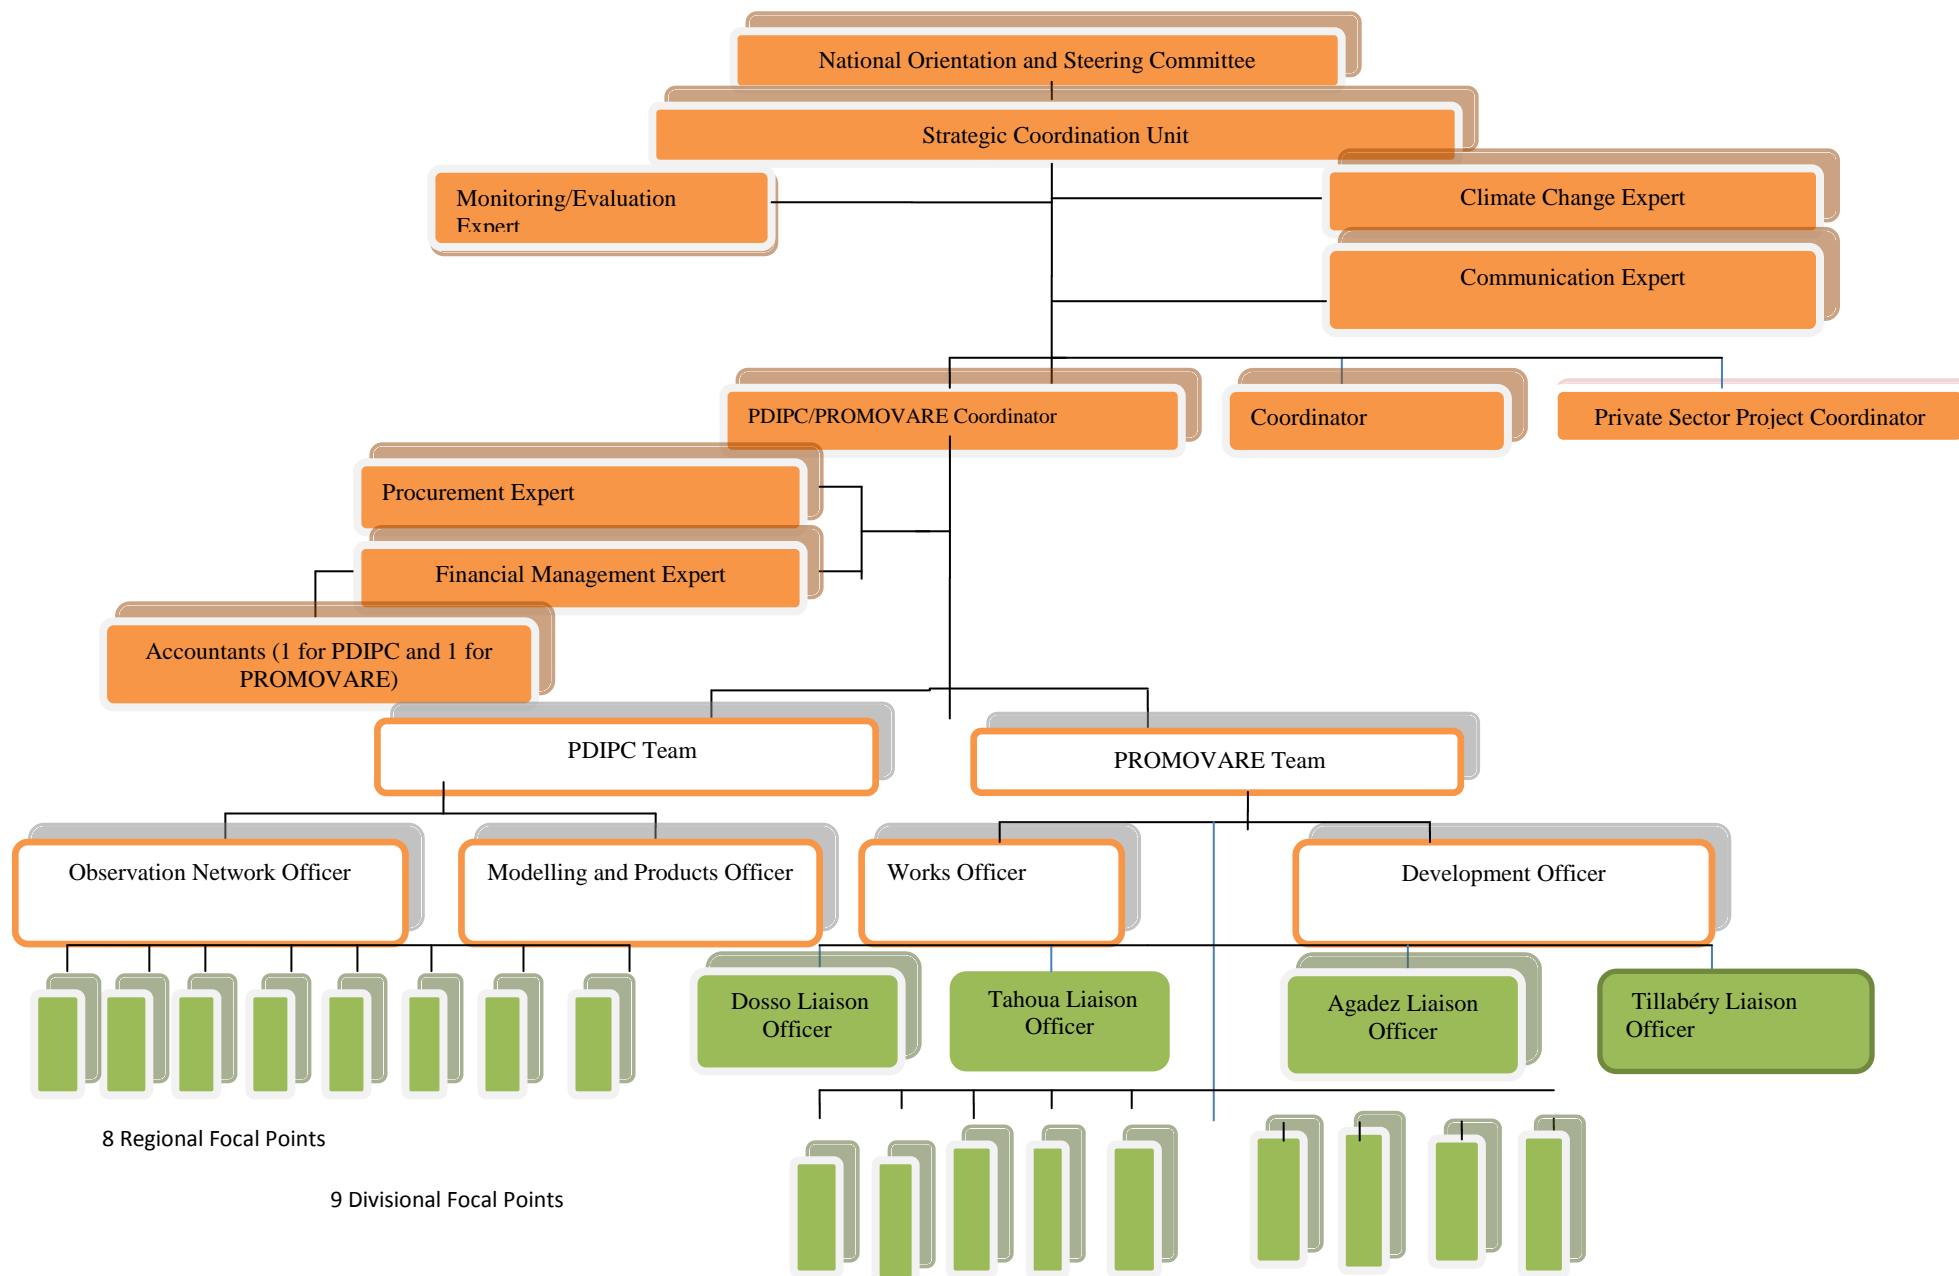 National Orientation and Steering Committee
Strategic Coordination Unit
Monitoring/Evaluation
Expert
Climate Change Expert
Communication Expert
PDIPC/PROMOVARE Coordinator
Coordinator
Private Sector Project Coordinator
Procurement Expert
Financial Management Expert
Accountants (1 for PDIPC and 1 for
PROMOVARE)
PDIPC Team
PROMOVARE Team
Observation Network Officer
Modelling and Products Officer
Works Officer
Development Officer
Dosso Liaison
Officer
Tahoua Liaison
Officer
Agadez Liaison
Officer
Tillabéry Liaison
Officer
8 Regional Focal Points
9 Divisional Focal Points